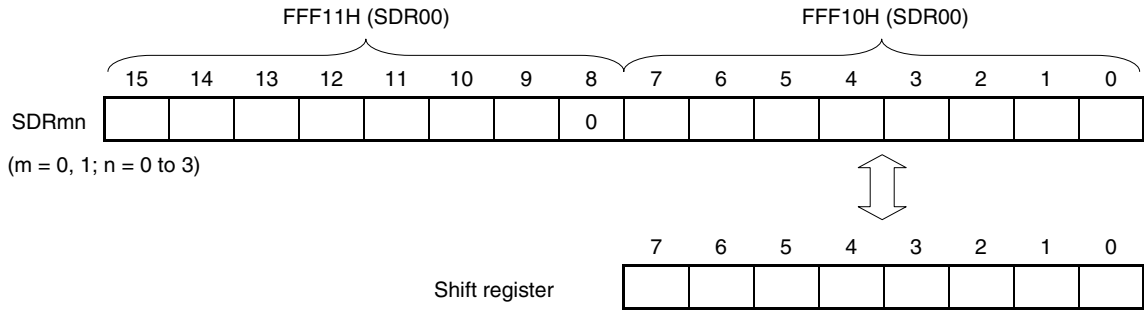 FFF11H (SDR00) FFF10H (SDR00)
15 14 13 12 11 10 9 8 7 6 5 4 3 2 1 0
SDRmn 0
(m = 0, 1; n = 0 to 3)
7 6 5 4 3 2 1 0
Shift register